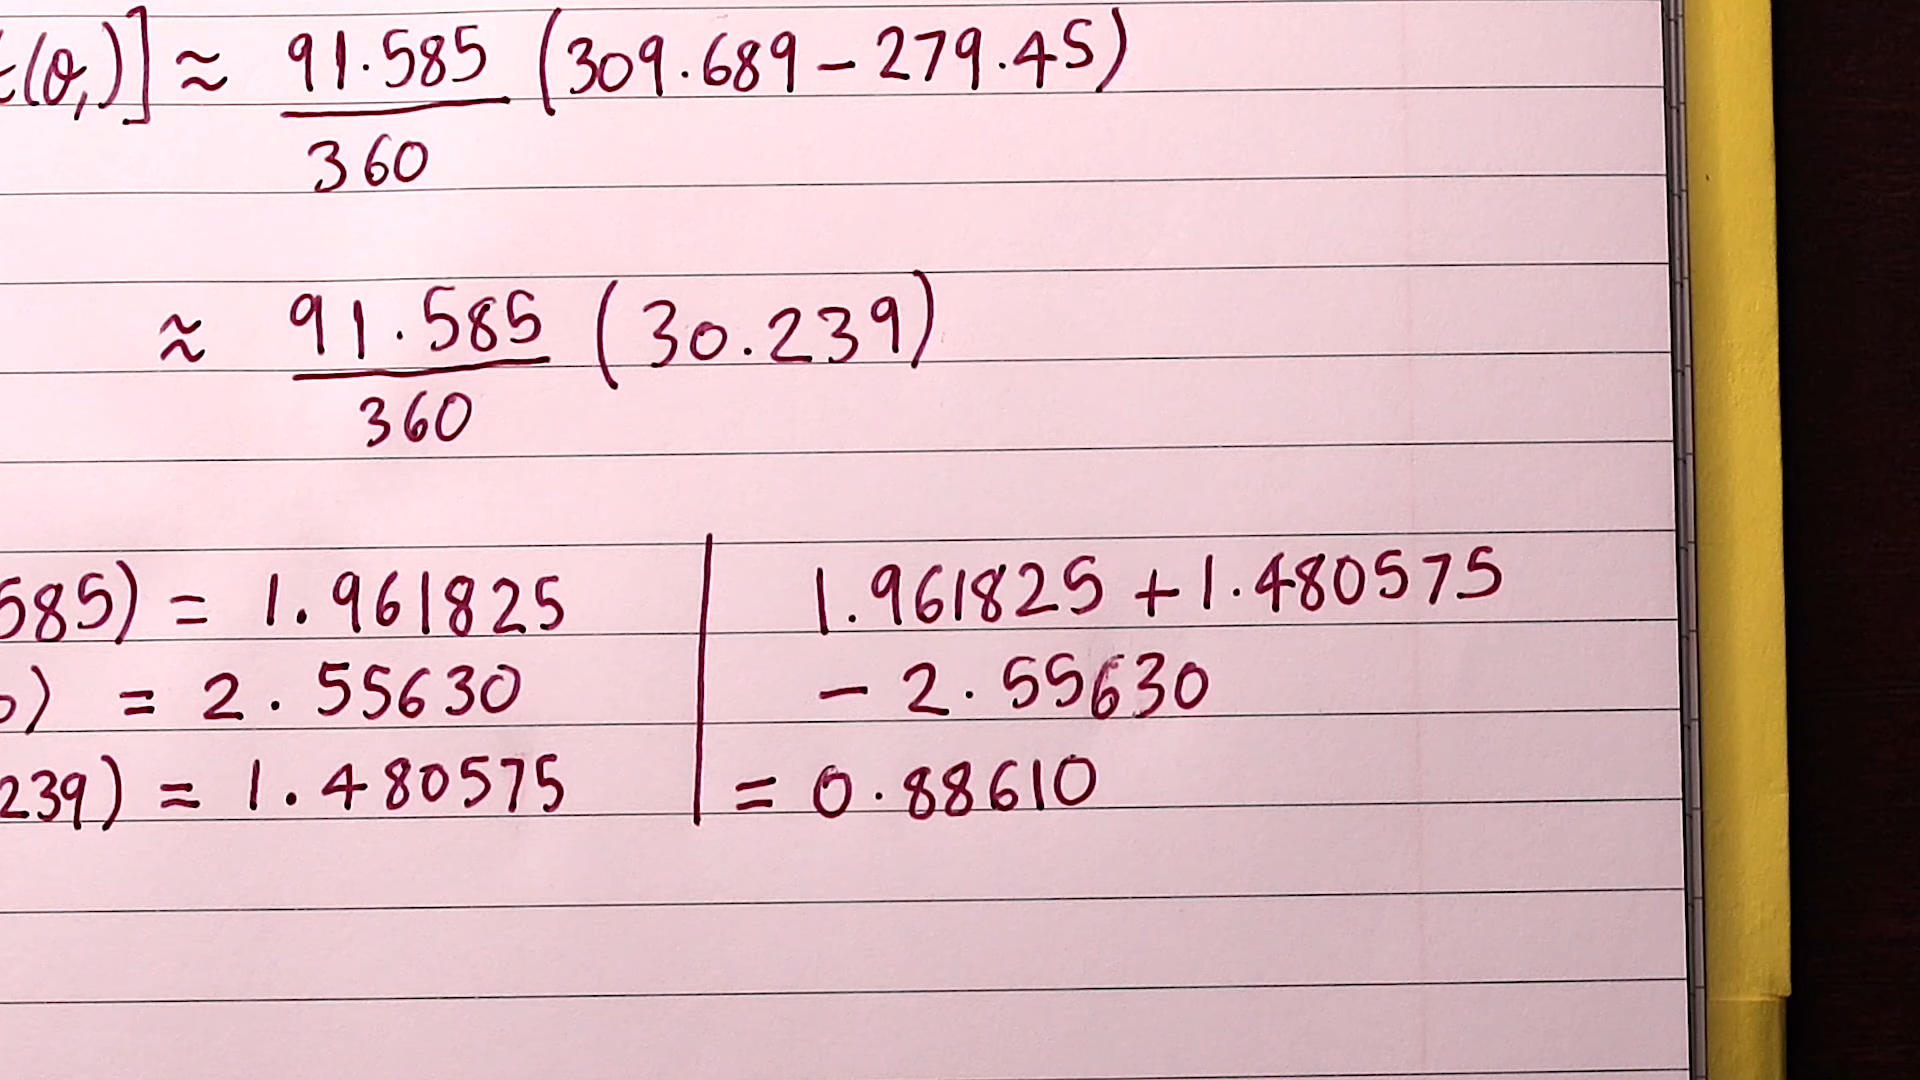 (θ₁)] ≈ 91.585 (309.689 - 279.45)
360
≈ 91.585 (30.239)
360
585) = 1.961825
) = 2.55630
239) = 1.480575
1.961825 + 1.480575
- 2.55630
= 0.88610